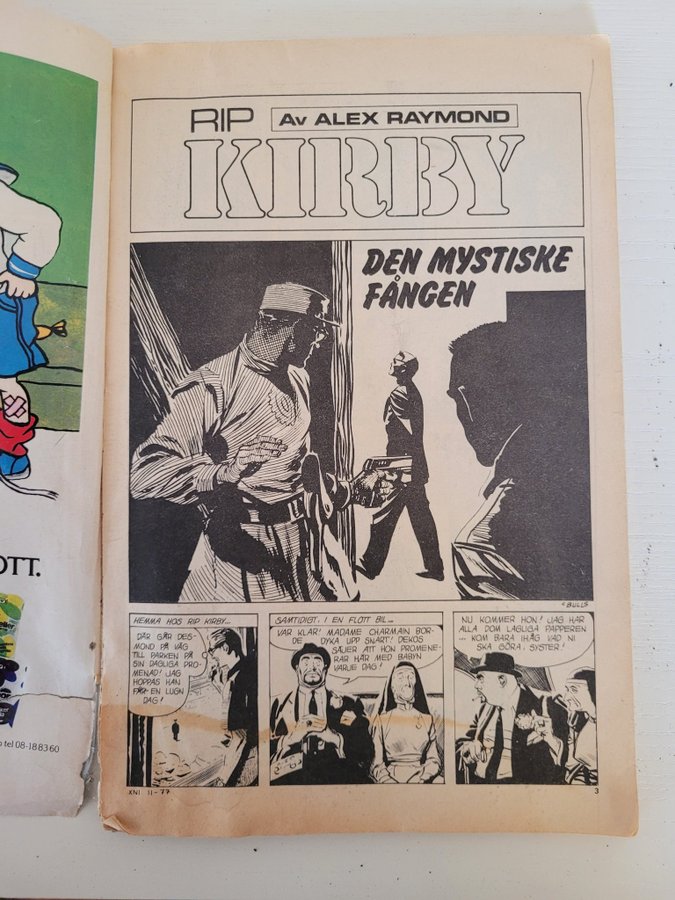 RIP Av ALEX RAYMOND
KIRBY
DEN MYSTISKE
FÅNGEN
© BULLS
HEMMA HOS RIP KIRBY...
DÄR GÅR DES-
MOND PÅ VÄG
TILL PARKEN PÅ
SIN DAGLIGA PRO-
MENAD! JAG
HOPPAS HAN
FÅR EN LUGN
DAG!
SAMTIDIGT, I EN FLOTT BIL...
VAR KLAR! MADAME CHARMAIN BOR-
DE DYKA UPP SNART! DEKOS
SÄJER ATT HON PROMENE-
RAR HÄR MED BABYN
VARJE DAG!
NU KOMMER HON! JAG HAR
ALLA DOM LAGLIGA PAPPEREN
... KOM BARA IHÅG VAD NI
SKA GÖRA, SYSTER!
XNI 11-77
3
OTT.
tel 08-18 83 60